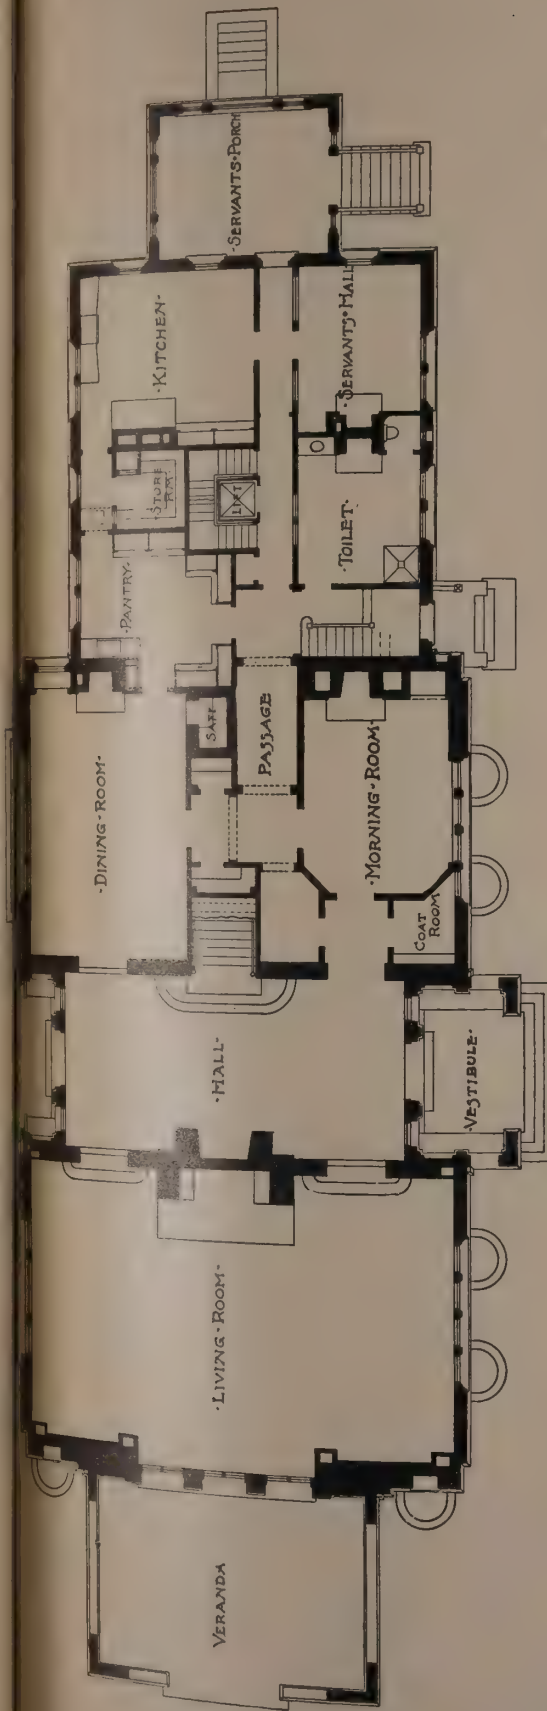 ·SERVANTS·PORCH
·KITCHEN·
·SERVANTS·HALL
·STORE
RM.·
LIFT
·TOILET·
·PANTRY·
·DINING·ROOM·
SAFE
PASSAGE
·MORNING·ROOM·
COAT
ROOM
·HALL·
·VESTIBULE·
·LIVING·ROOM·
VERANDA